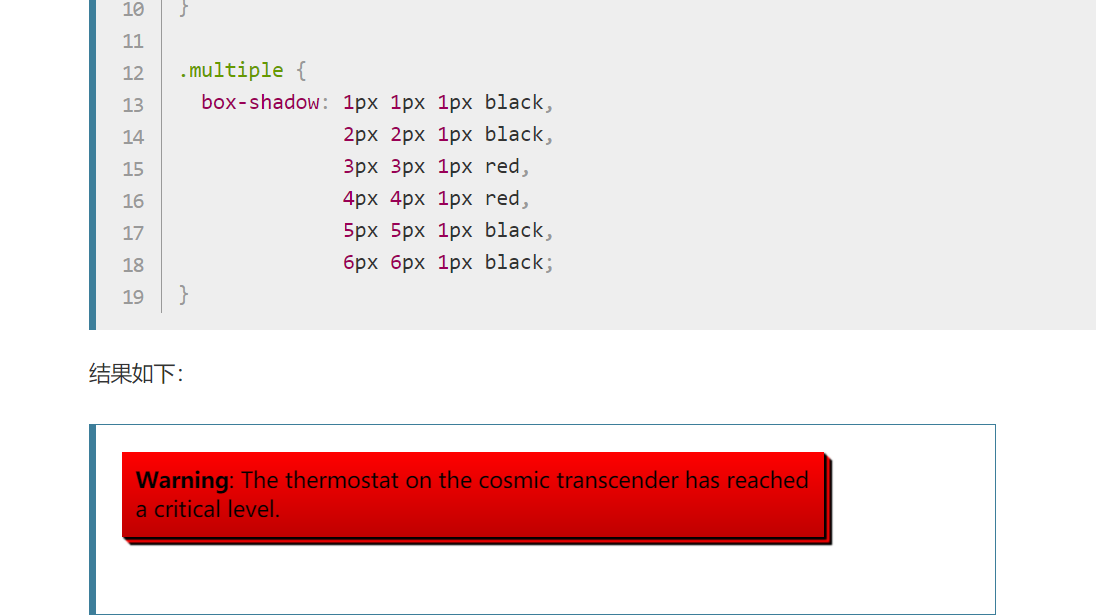 10 }
11
12 .multiple {
13 box-shadow: 1px 1px 1px black,
14 2px 2px 1px black,
15 3px 3px 1px red,
16 4px 4px 1px red,
17 5px 5px 1px black,
18 6px 6px 1px black;
19 }
结果如下：
Warning: The thermostat on the cosmic transcender has reached
a critical level.